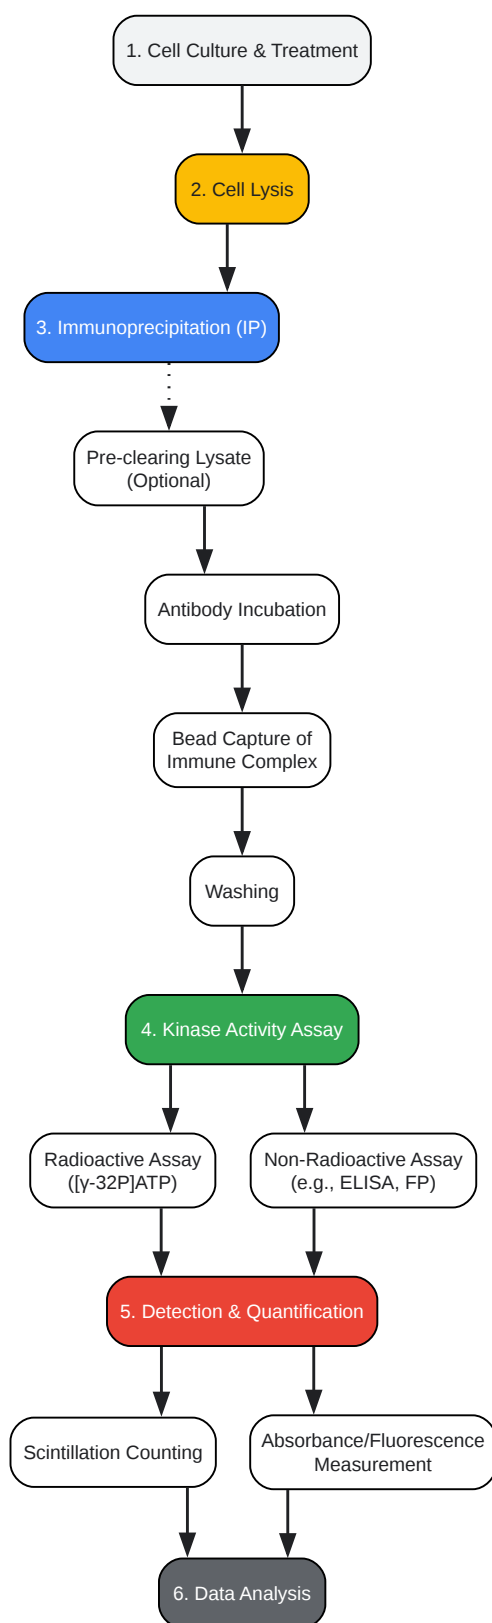 1. Cell Culture & Treatment
2. Cell Lysis
3. Immunoprecipitation (IP)
Pre-clearing Lysate
(Optional)
Antibody Incubation
Bead Capture of
Immune Complex
Washing
4. Kinase Activity Assay
Radioactive Assay
([γ-32P]ATP)
Non-Radioactive Assay
(e.g., ELISA, FP)
5. Detection & Quantification
Scintillation Counting
Absorbance/Fluorescence
Measurement
6. Data Analysis